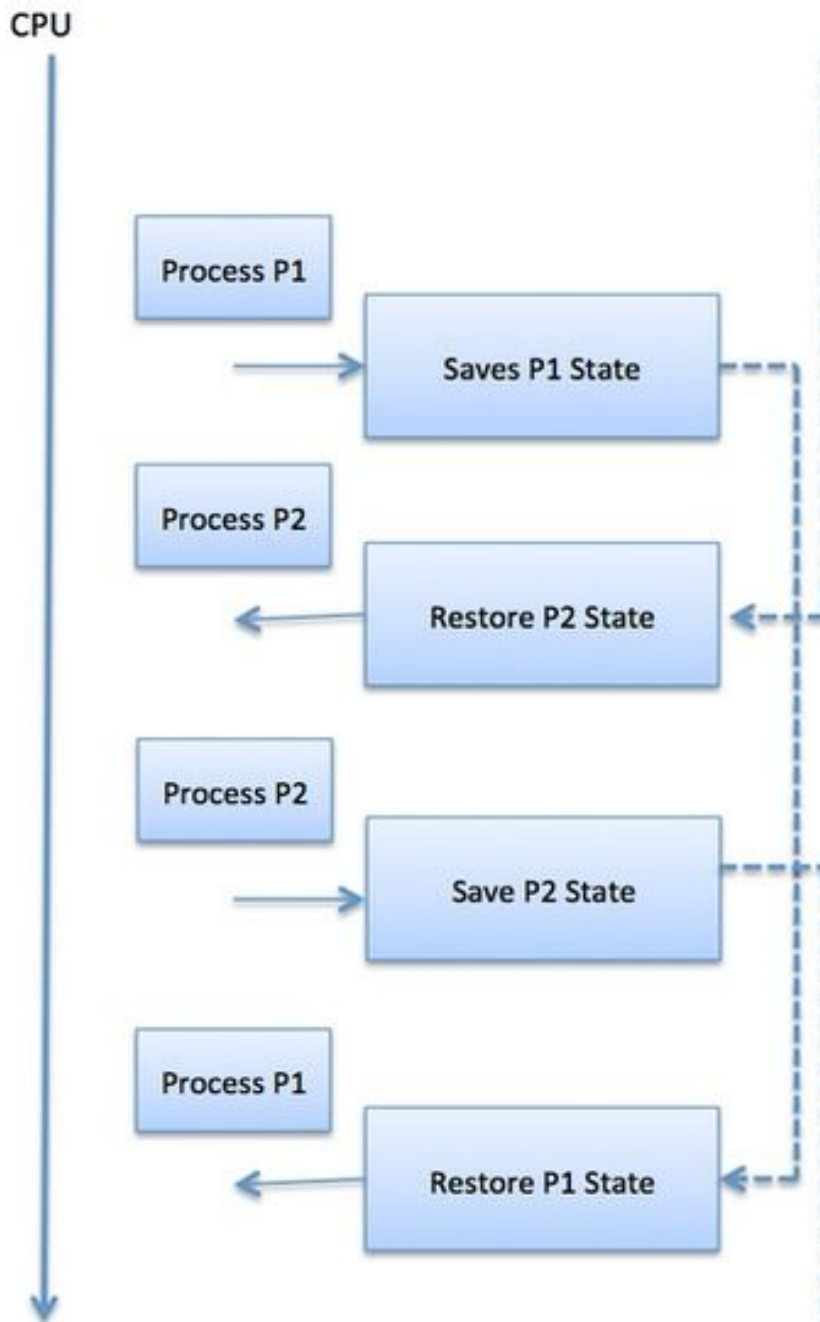 CPU
Process P1
Saves P1 State
Process P2
Restore P2 State
Process P2
Save P2 State
Process P1
Restore P1 State